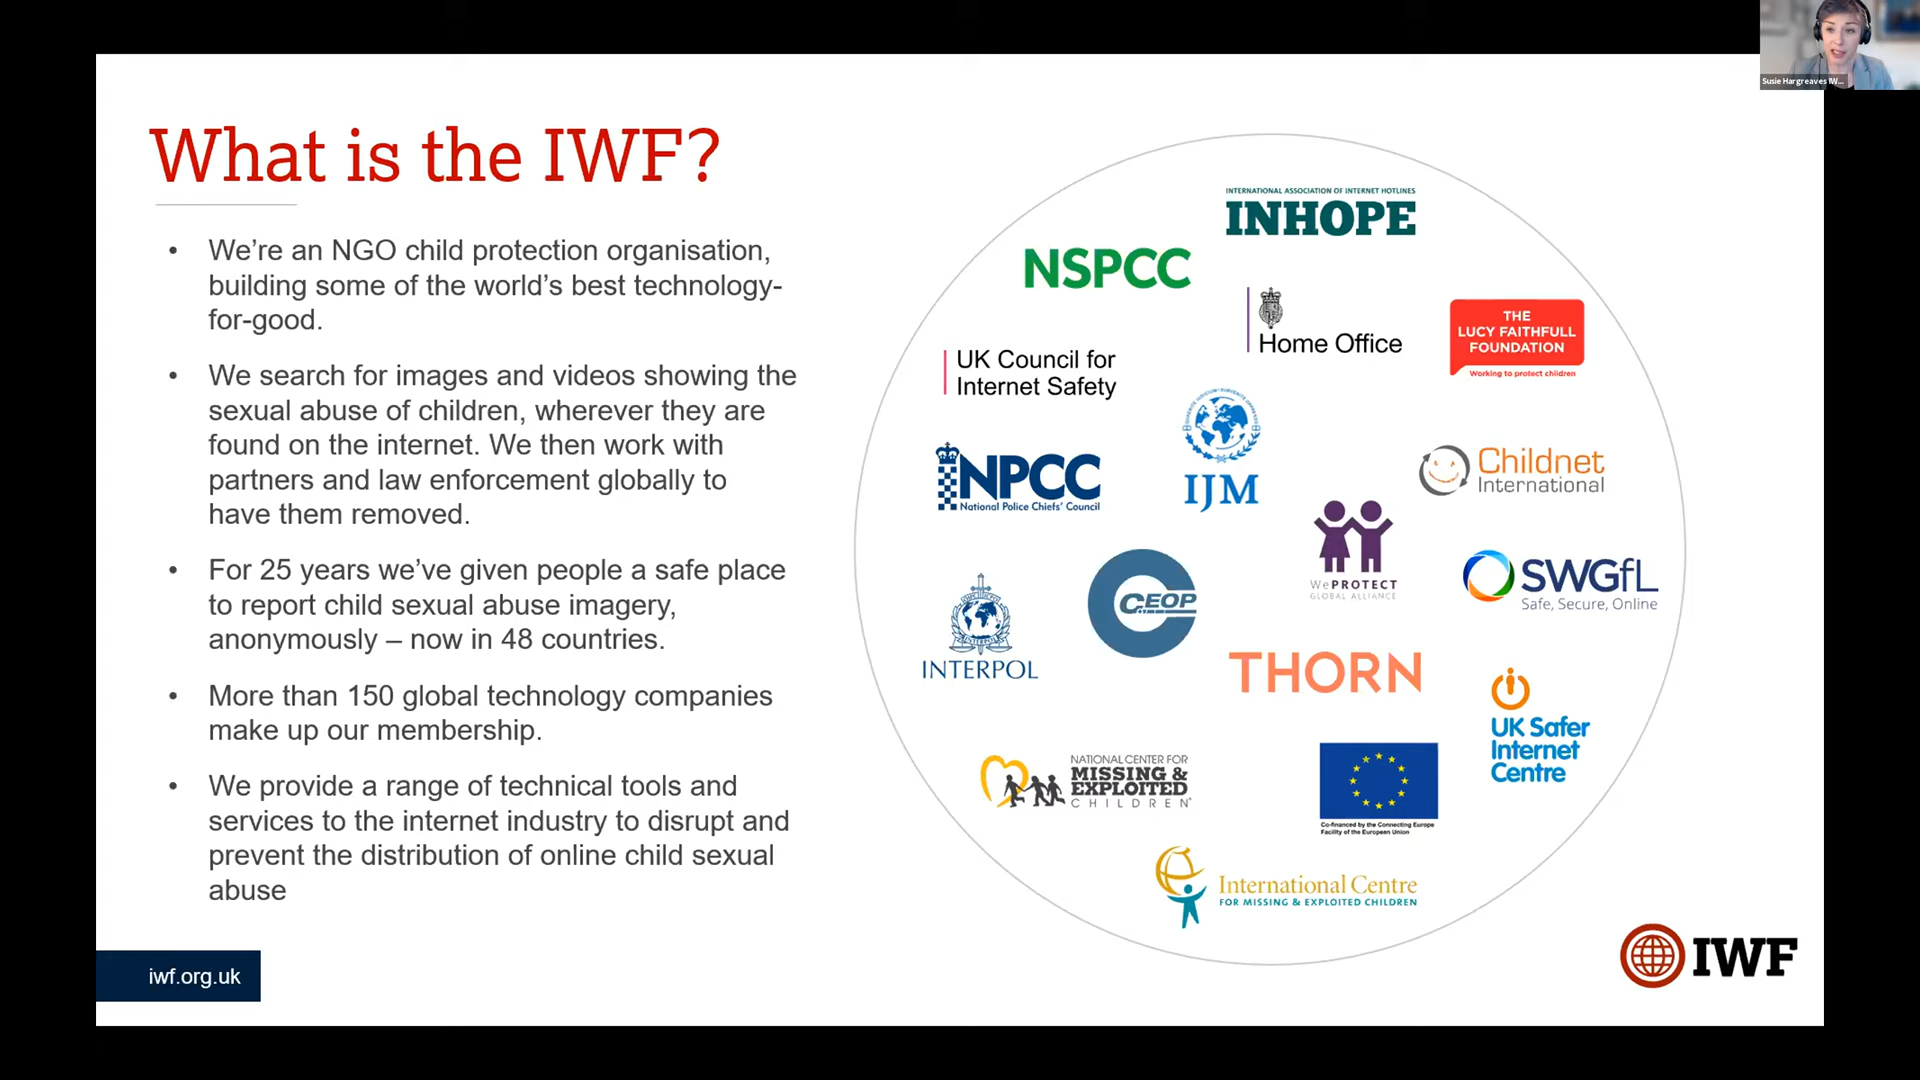 Susie Hargreaves IW...
What is the IWF?
• We're an NGO child protection organisation,
building some of the world's best technology-
for-good.
• We search for images and videos showing the
sexual abuse of children, wherever they are
found on the internet. We then work with
partners and law enforcement globally to
have them removed.
• For 25 years we've given people a safe place
to report child sexual abuse imagery,
anonymously – now in 48 countries.
• More than 150 global technology companies
make up our membership.
• We provide a range of technical tools and
services to the internet industry to disrupt and
prevent the distribution of online child sexual
abuse
iwf.org.uk
INTERNATIONAL ASSOCIATION OF INTERNET HOTLINES
INHOPE
NSPCC
Home Office
THE
LUCY FAITHFULL
FOUNDATION
Working to protect children
UK Council for
Internet Safety
NPCC
National Police Chiefs' Council
IJM
Childnet
International
WePROTECT
GLOBAL ALLIANCE
SWGfL
Safe, Secure, Online
INTERPOL
CEOP
THORN
UK Safer
Internet
Centre
NATIONAL CENTER FOR
MISSING &
EXPLOITED
CHILDREN
Co-financed by the Connecting Europe
Facility of the European Union
International Centre
FOR MISSING & EXPLOITED CHILDREN
IWF